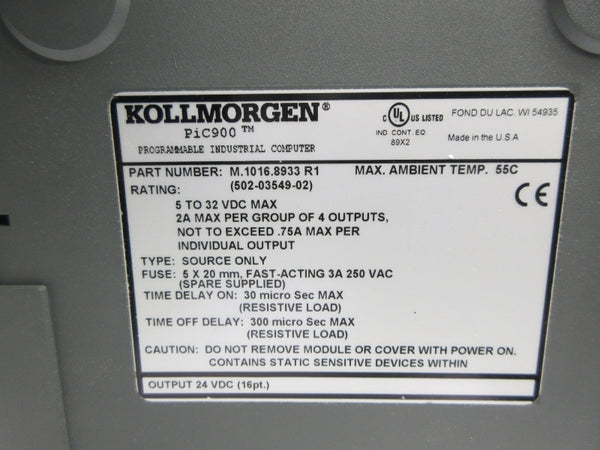 KOLLMORGEN®
PiC900 ™
PROGRAMMABLE INDUSTRIAL COMPUTER
C UL US LISTED
IND. CONT. EQ.
89X2
FOND DU LAC, WI 54935
Made in the U.S.A
PART NUMBER: M.1016.8933 R1 MAX. AMBIENT TEMP. 55C
(502-03549-02)
CE
RATING:
5 TO 32 VDC MAX
2A MAX PER GROUP OF 4 OUTPUTS,
NOT TO EXCEED .75A MAX PER
INDIVIDUAL OUTPUT
TYPE: SOURCE ONLY
FUSE: 5 X 20 mm, FAST-ACTING 3A 250 VAC
(SPARE SUPPLIED)
TIME DELAY ON: 30 micro Sec MAX
(RESISTIVE LOAD)
TIME OFF DELAY: 300 micro Sec MAX
(RESISTIVE LOAD)
CAUTION: DO NOT REMOVE MODULE OR COVER WITH POWER ON.
CONTAINS STATIC SENSITIVE DEVICES WITHIN
OUTPUT 24 VDC (16pt.)